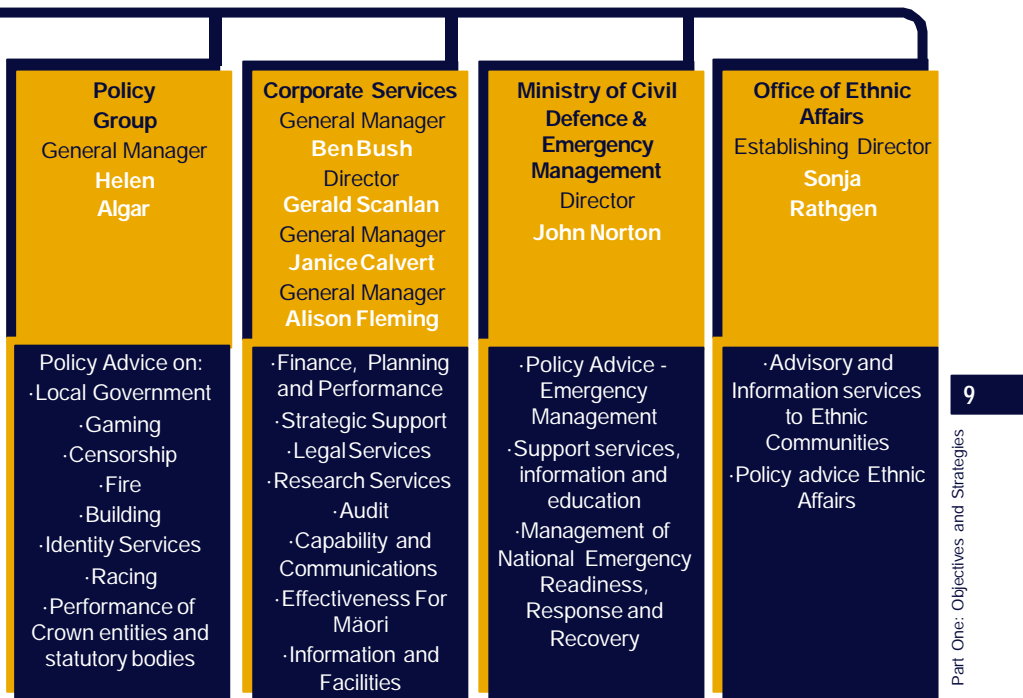 Policy
Group
General Manager
Helen
Algar
Policy Advice on:
·Local Government
·Gaming
·Censorship
·Fire
·Building
·Identity Services
·Racing
·Performance of
Crown entities and
statutory bodies
Corporate Services
General Manager
Ben Bush
Director
Gerald Scanlan
General Manager
Janice Calvert
General Manager
Alison Fleming
·Finance, Planning
and Performance
·Strategic Support
·Legal Services
·Research Services
·Audit
·Capability and
Communications
·Effectiveness For
Mäori
·Information and
Facilities
Ministry of Civil
Defence &
Emergency
Management
Director
John Norton
·Policy Advice -
Emergency
Management
·Support services,
information and
education
·Management of
National Emergency
Readiness,
Response and
Recovery
Office of Ethnic
Affairs
Establishing Director
Sonja
Rathgen
·Advisory and
Information services
to Ethnic
Communities
·Policy advice Ethnic
Affairs
9
Part One: Objectives and Strategies